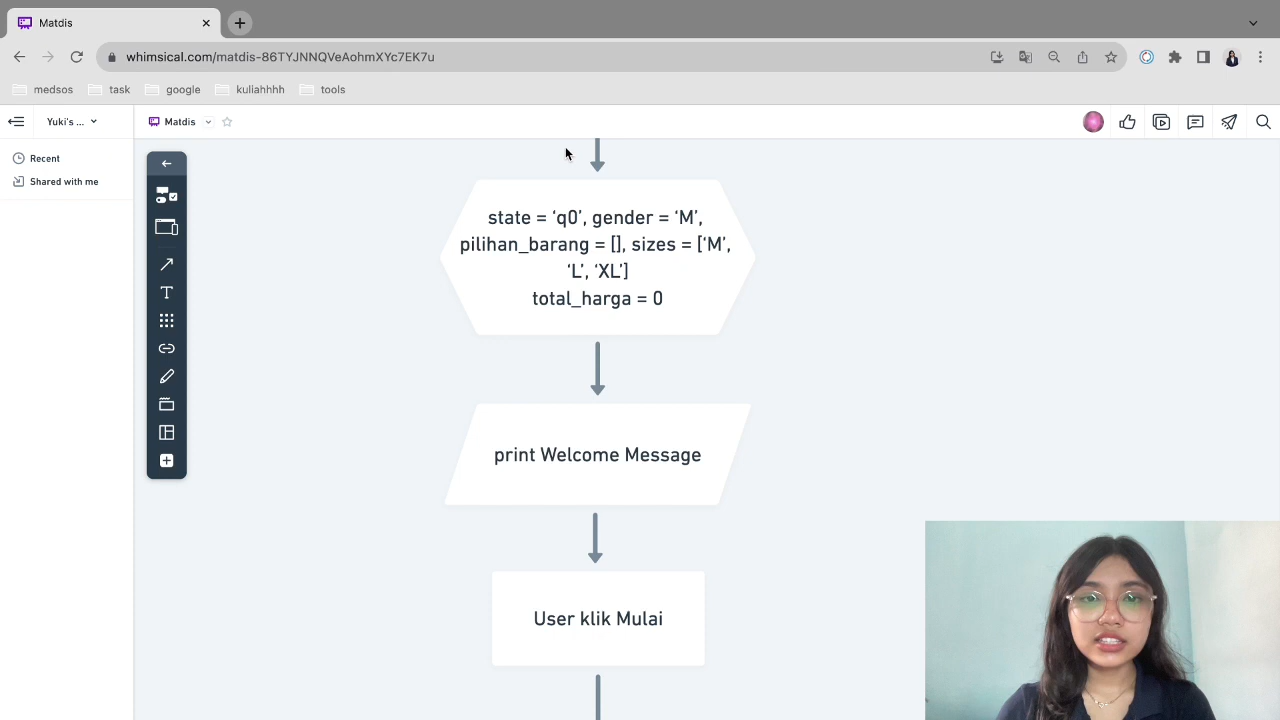 Matdis
whimsical.com/matdis-86TYJNNQVeAohmXYc7EK7u
medsos
task
google
kuliahhhh
tools
Yuki's ...
Matdis
Recent
Shared with me
state = ‘q0’, gender = ‘M’,
pilihan_barang = [], sizes = [‘M’,
‘L’, ‘XL’]
total_harga = 0
print Welcome Message
User klik Mulai